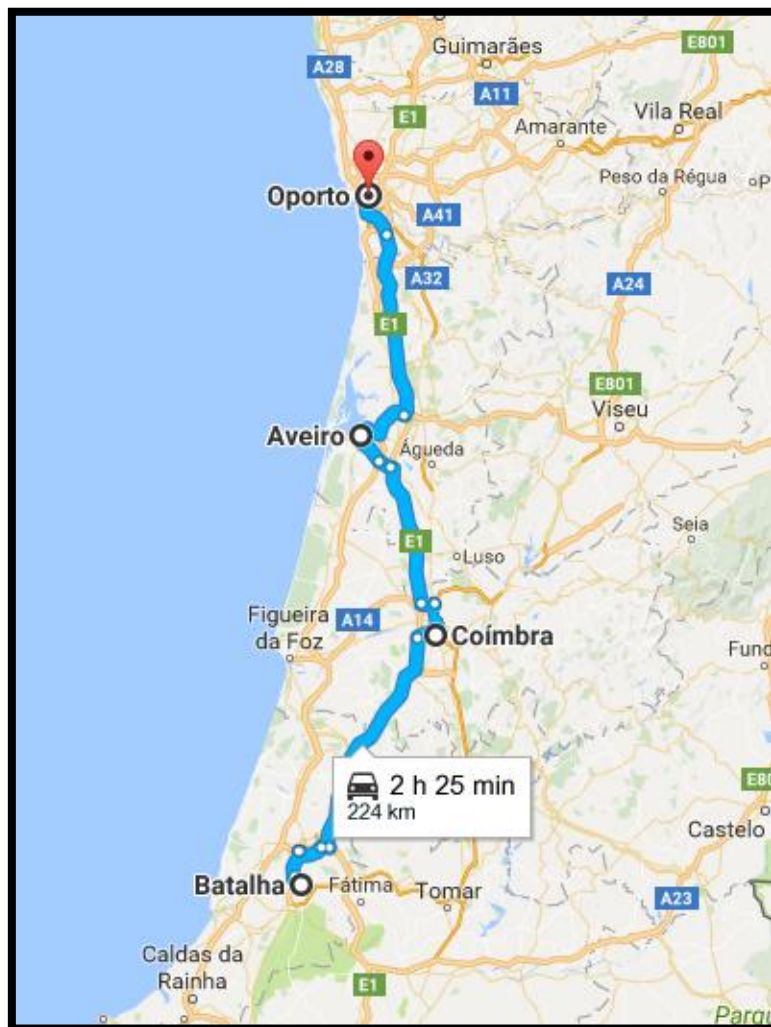 Guimarães
E801
A28
A11
E1
Vila Real
Amarante
Peso da Régua
Oporto
A41
A32
A24
E1
E801
Viseu
Aveiro
Águeda
E1
Luso
Seia
Figueira
da Foz
A14
Coímbra
Fund
2 h 25 min
224 km
Castelo
Batalha
Fátima
Tomar
A23
Caldas da
Rainha
E1
Parqu